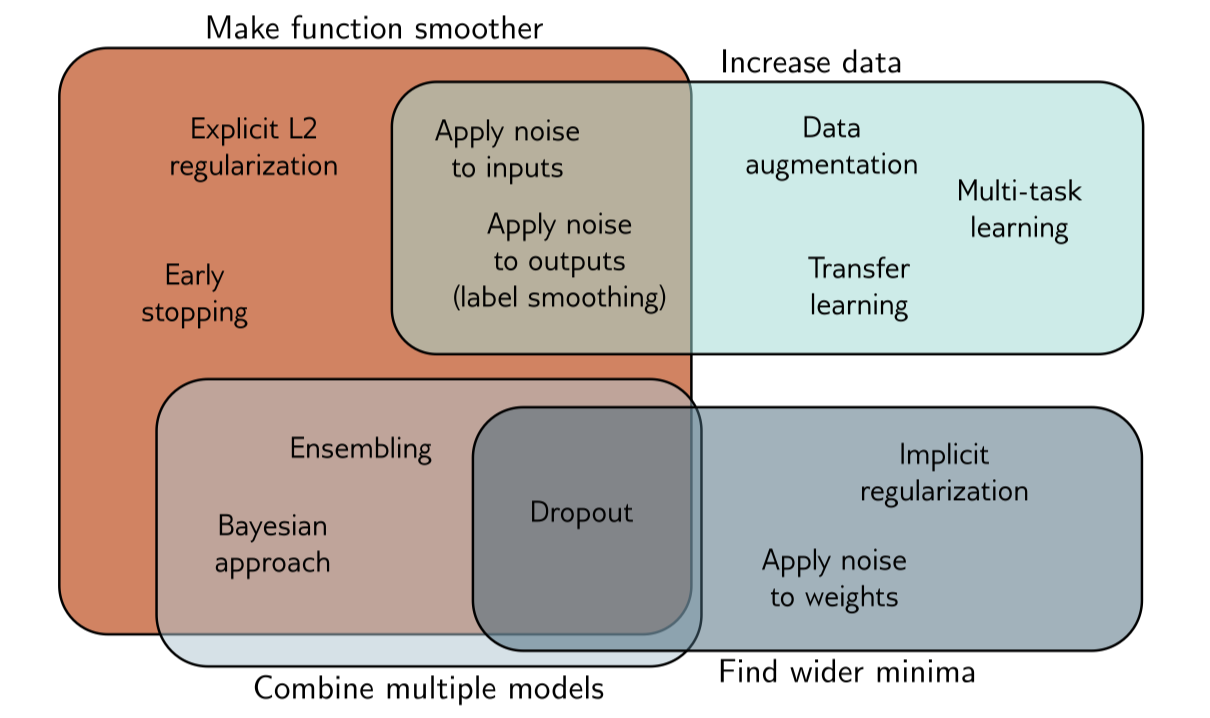 Make function smoother
Increase data
Explicit L2
regularization
Apply noise
to inputs
Data
augmentation
Multi-task
learning
Apply noise
to outputs
(label smoothing)
Early
stopping
Transfer
learning
Ensembling
Bayesian
approach
Dropout
Implicit
regularization
Apply noise
to weights
Combine multiple models
Find wider minima